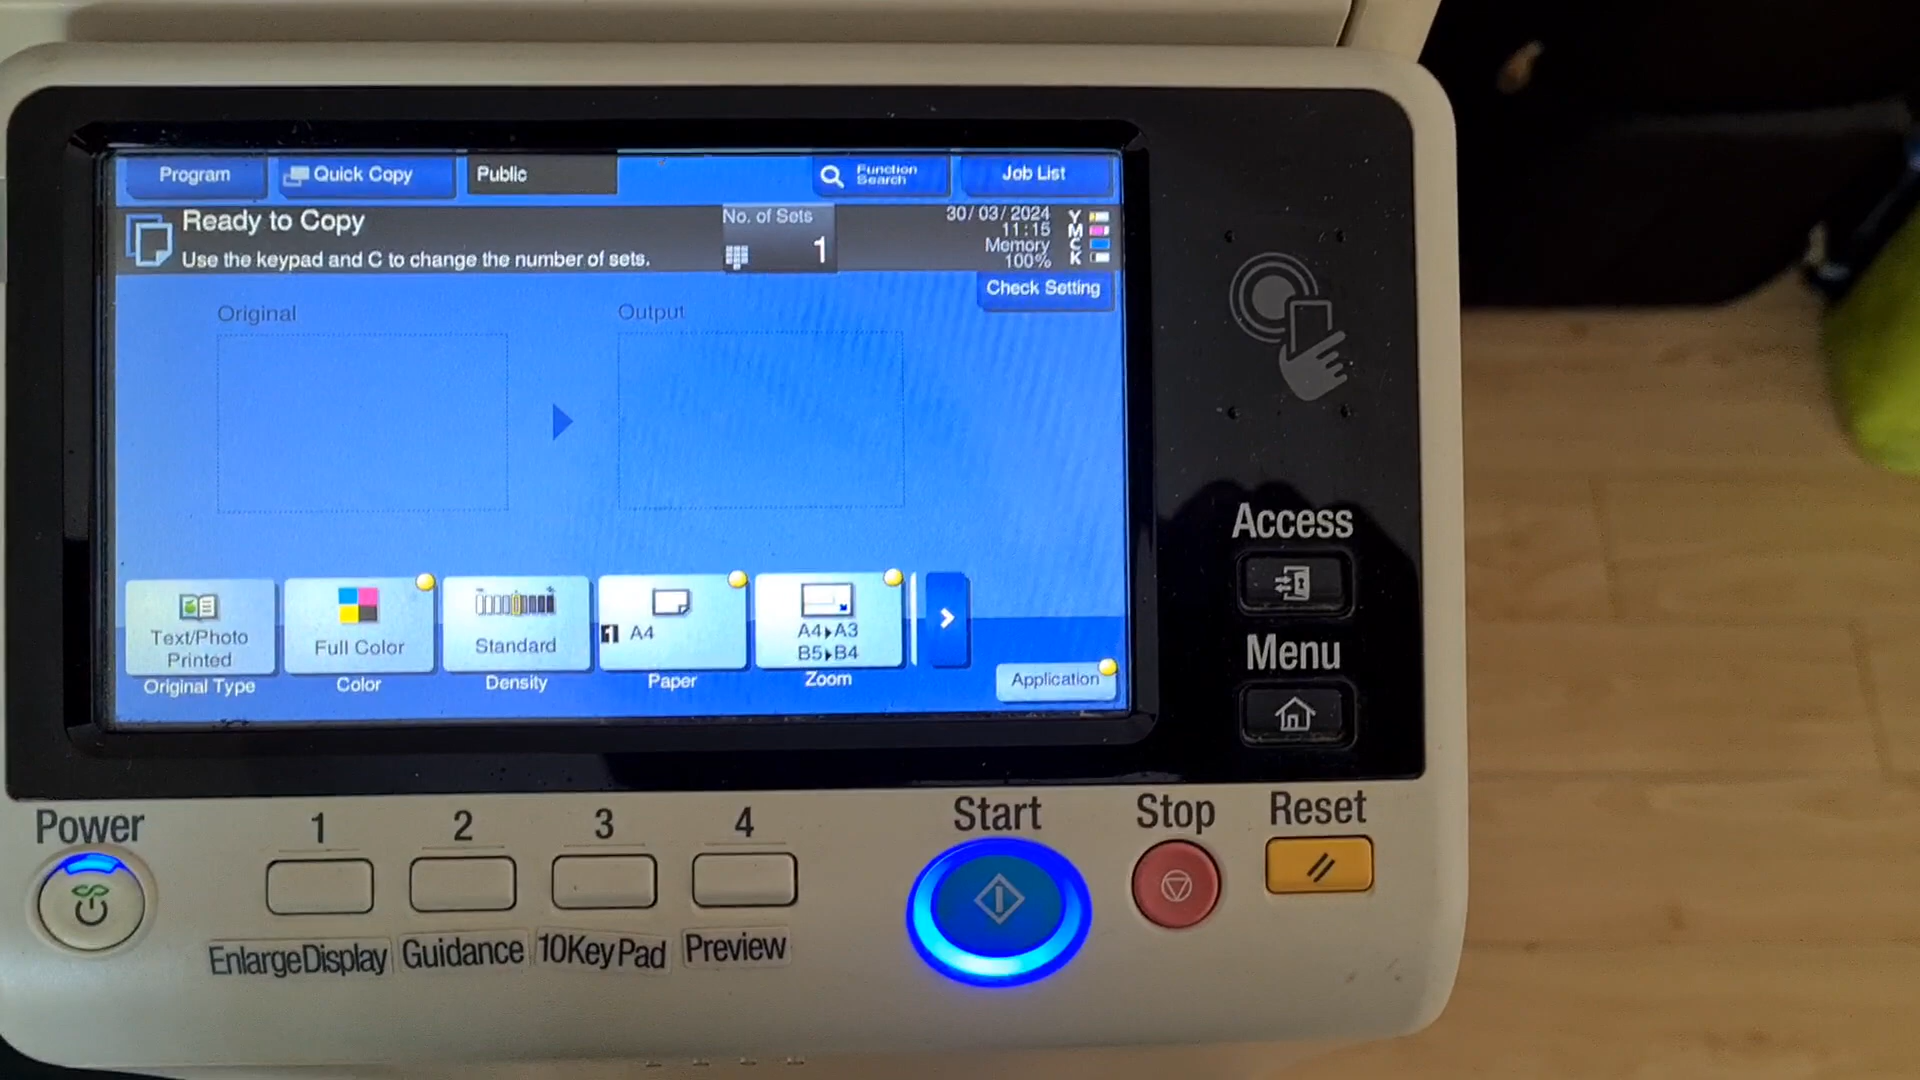 Program
Quick Copy
Public
Function Search
Job List
Ready to Copy
Use the keypad and C to change the number of sets.
No. of Sets
1
30/03/2024
11:15
Memory
100%
Y
M
C
K
Check Setting
Original
Output
Text/Photo
Printed
Original Type
Full Color
Color
Standard
Density
1 A4
Paper
A4▸A3
B5▸B4
Zoom
Application
Access
Menu
Power
1
2
3
4
Start
Stop
Reset
EnlargeDisplay
Guidance
10KeyPad
Preview